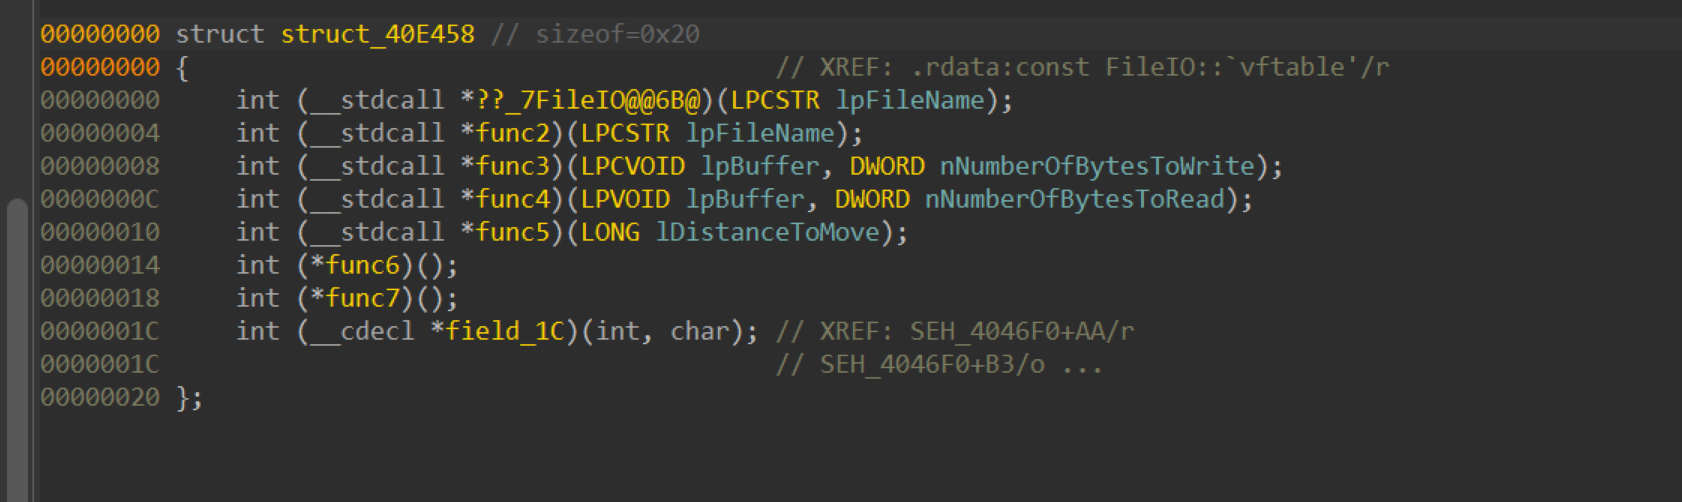 00000000 struct struct_40E458 // sizeof=0x20
00000000 { // XREF: .rdata:const FileIO::`vftable'/r
00000000 int (__stdcall *??_7FileIO@@6B@)(LPCSTR lpFileName);
00000004 int (__stdcall *func2)(LPCSTR lpFileName);
00000008 int (__stdcall *func3)(LPCVOID lpBuffer, DWORD nNumberOfBytesToWrite);
0000000C int (__stdcall *func4)(LPVOID lpBuffer, DWORD nNumberOfBytesToRead);
00000010 int (__stdcall *func5)(LONG lDistanceToMove);
00000014 int (*func6)();
00000018 int (*func7)();
0000001C int (__cdecl *field_1C)(int, char); // XREF: SEH_4046F0+AA/r
0000001C // SEH_4046F0+B3/o ...
00000020 };